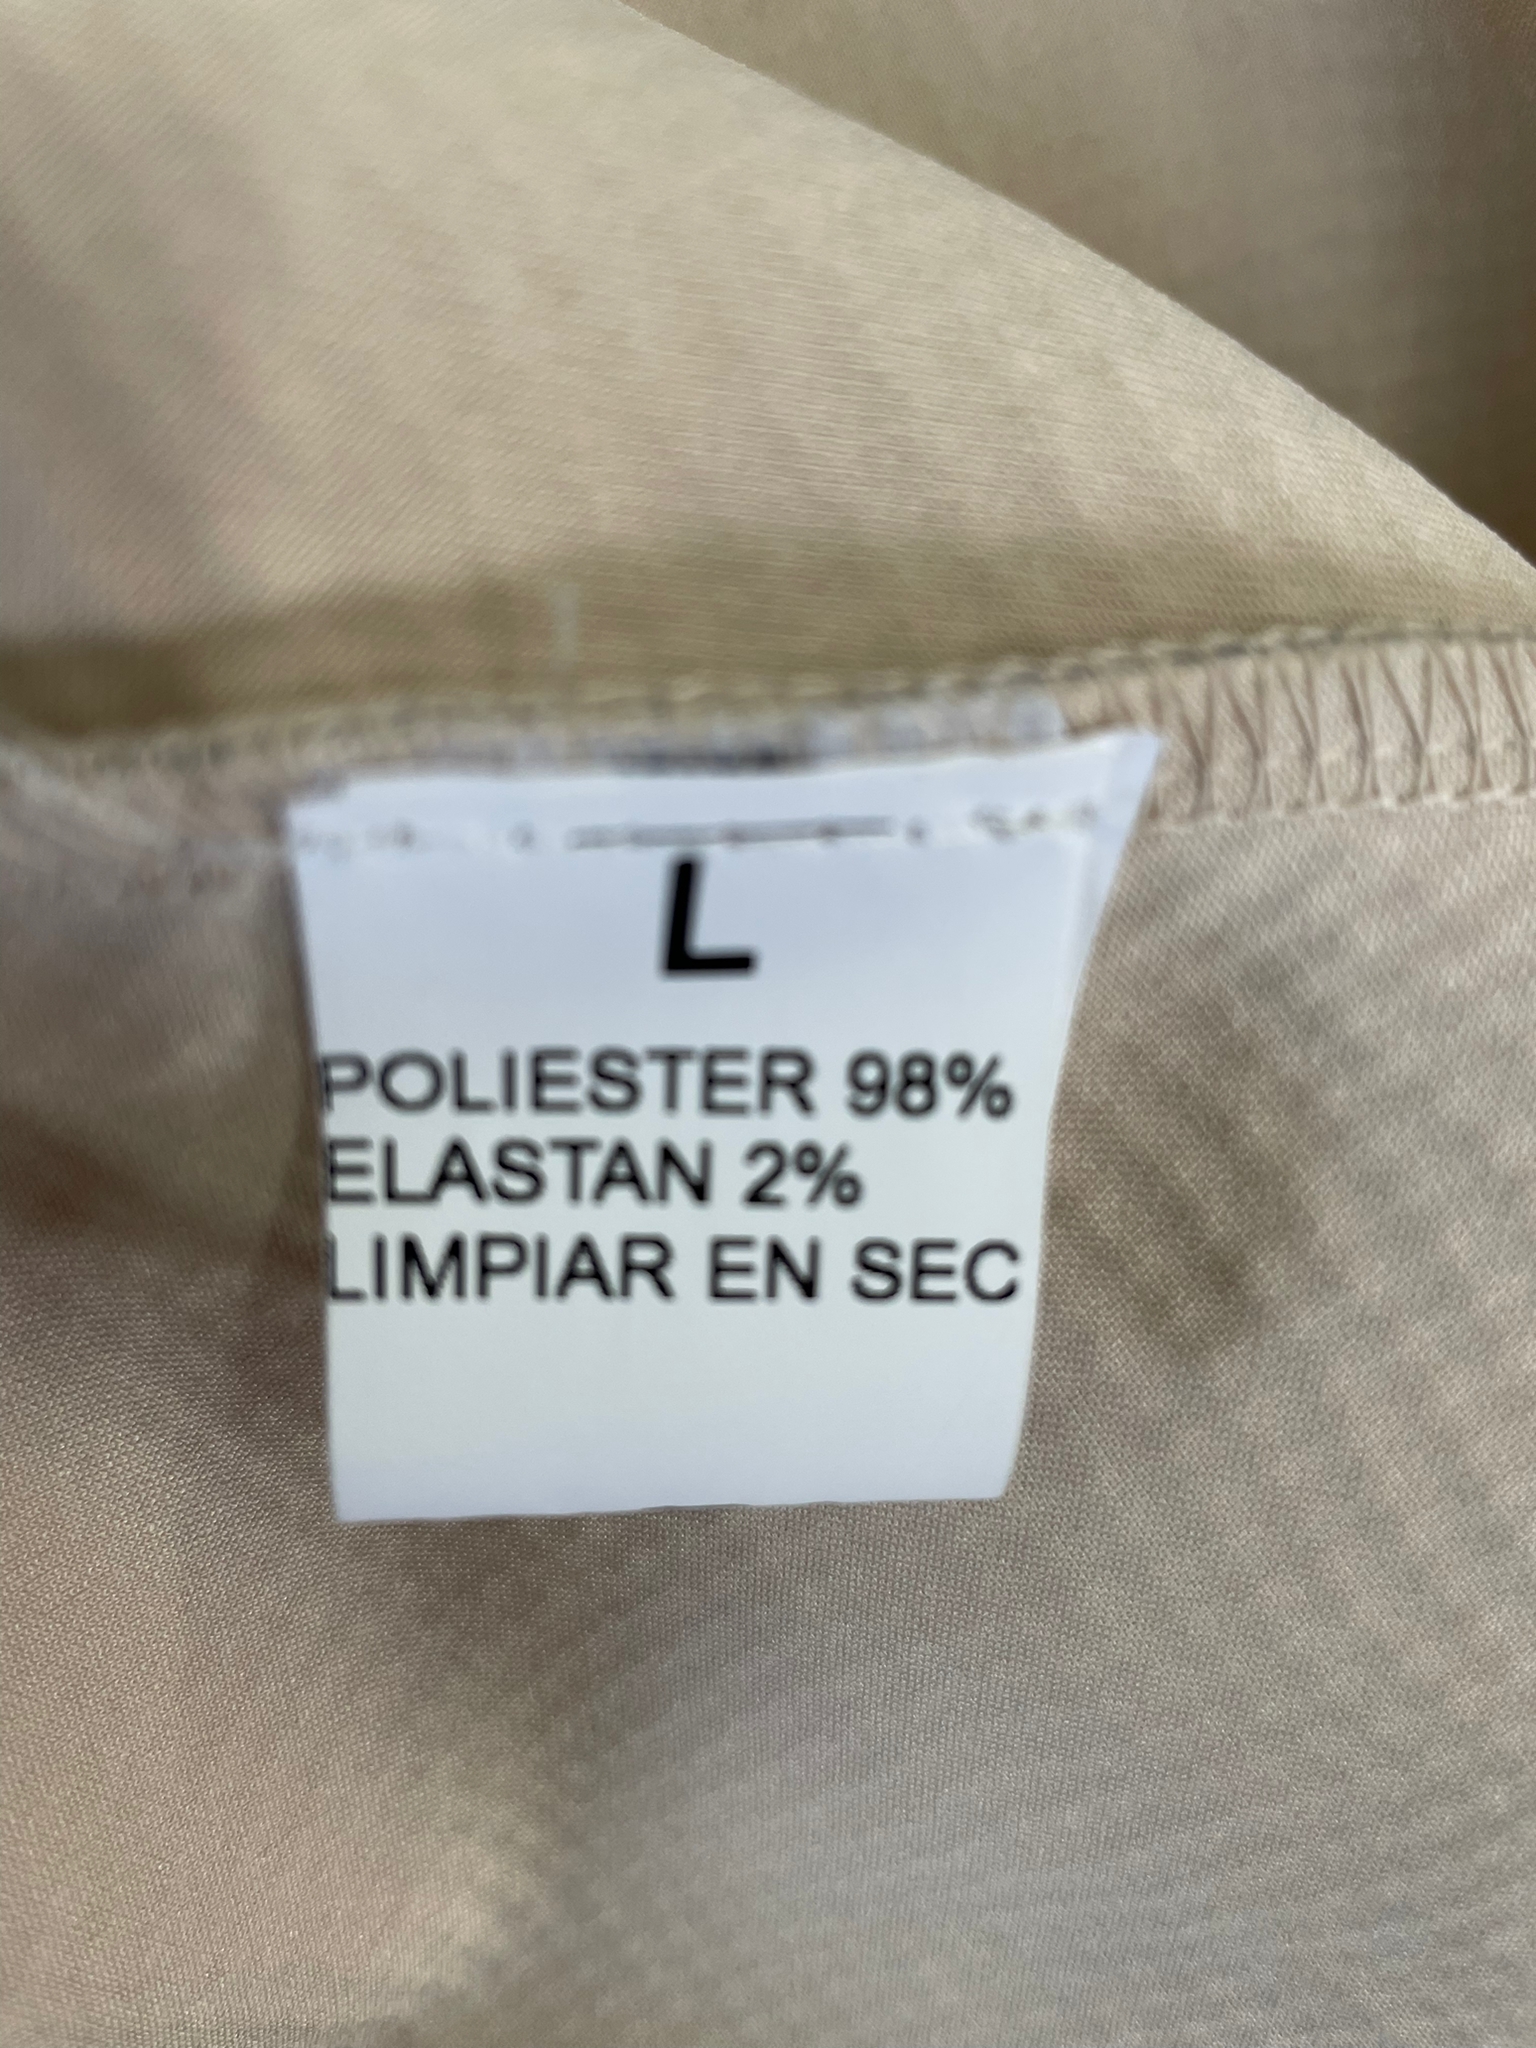 L
POLIESTER 98%
ELASTAN 2%
LIMPIAR EN SEC